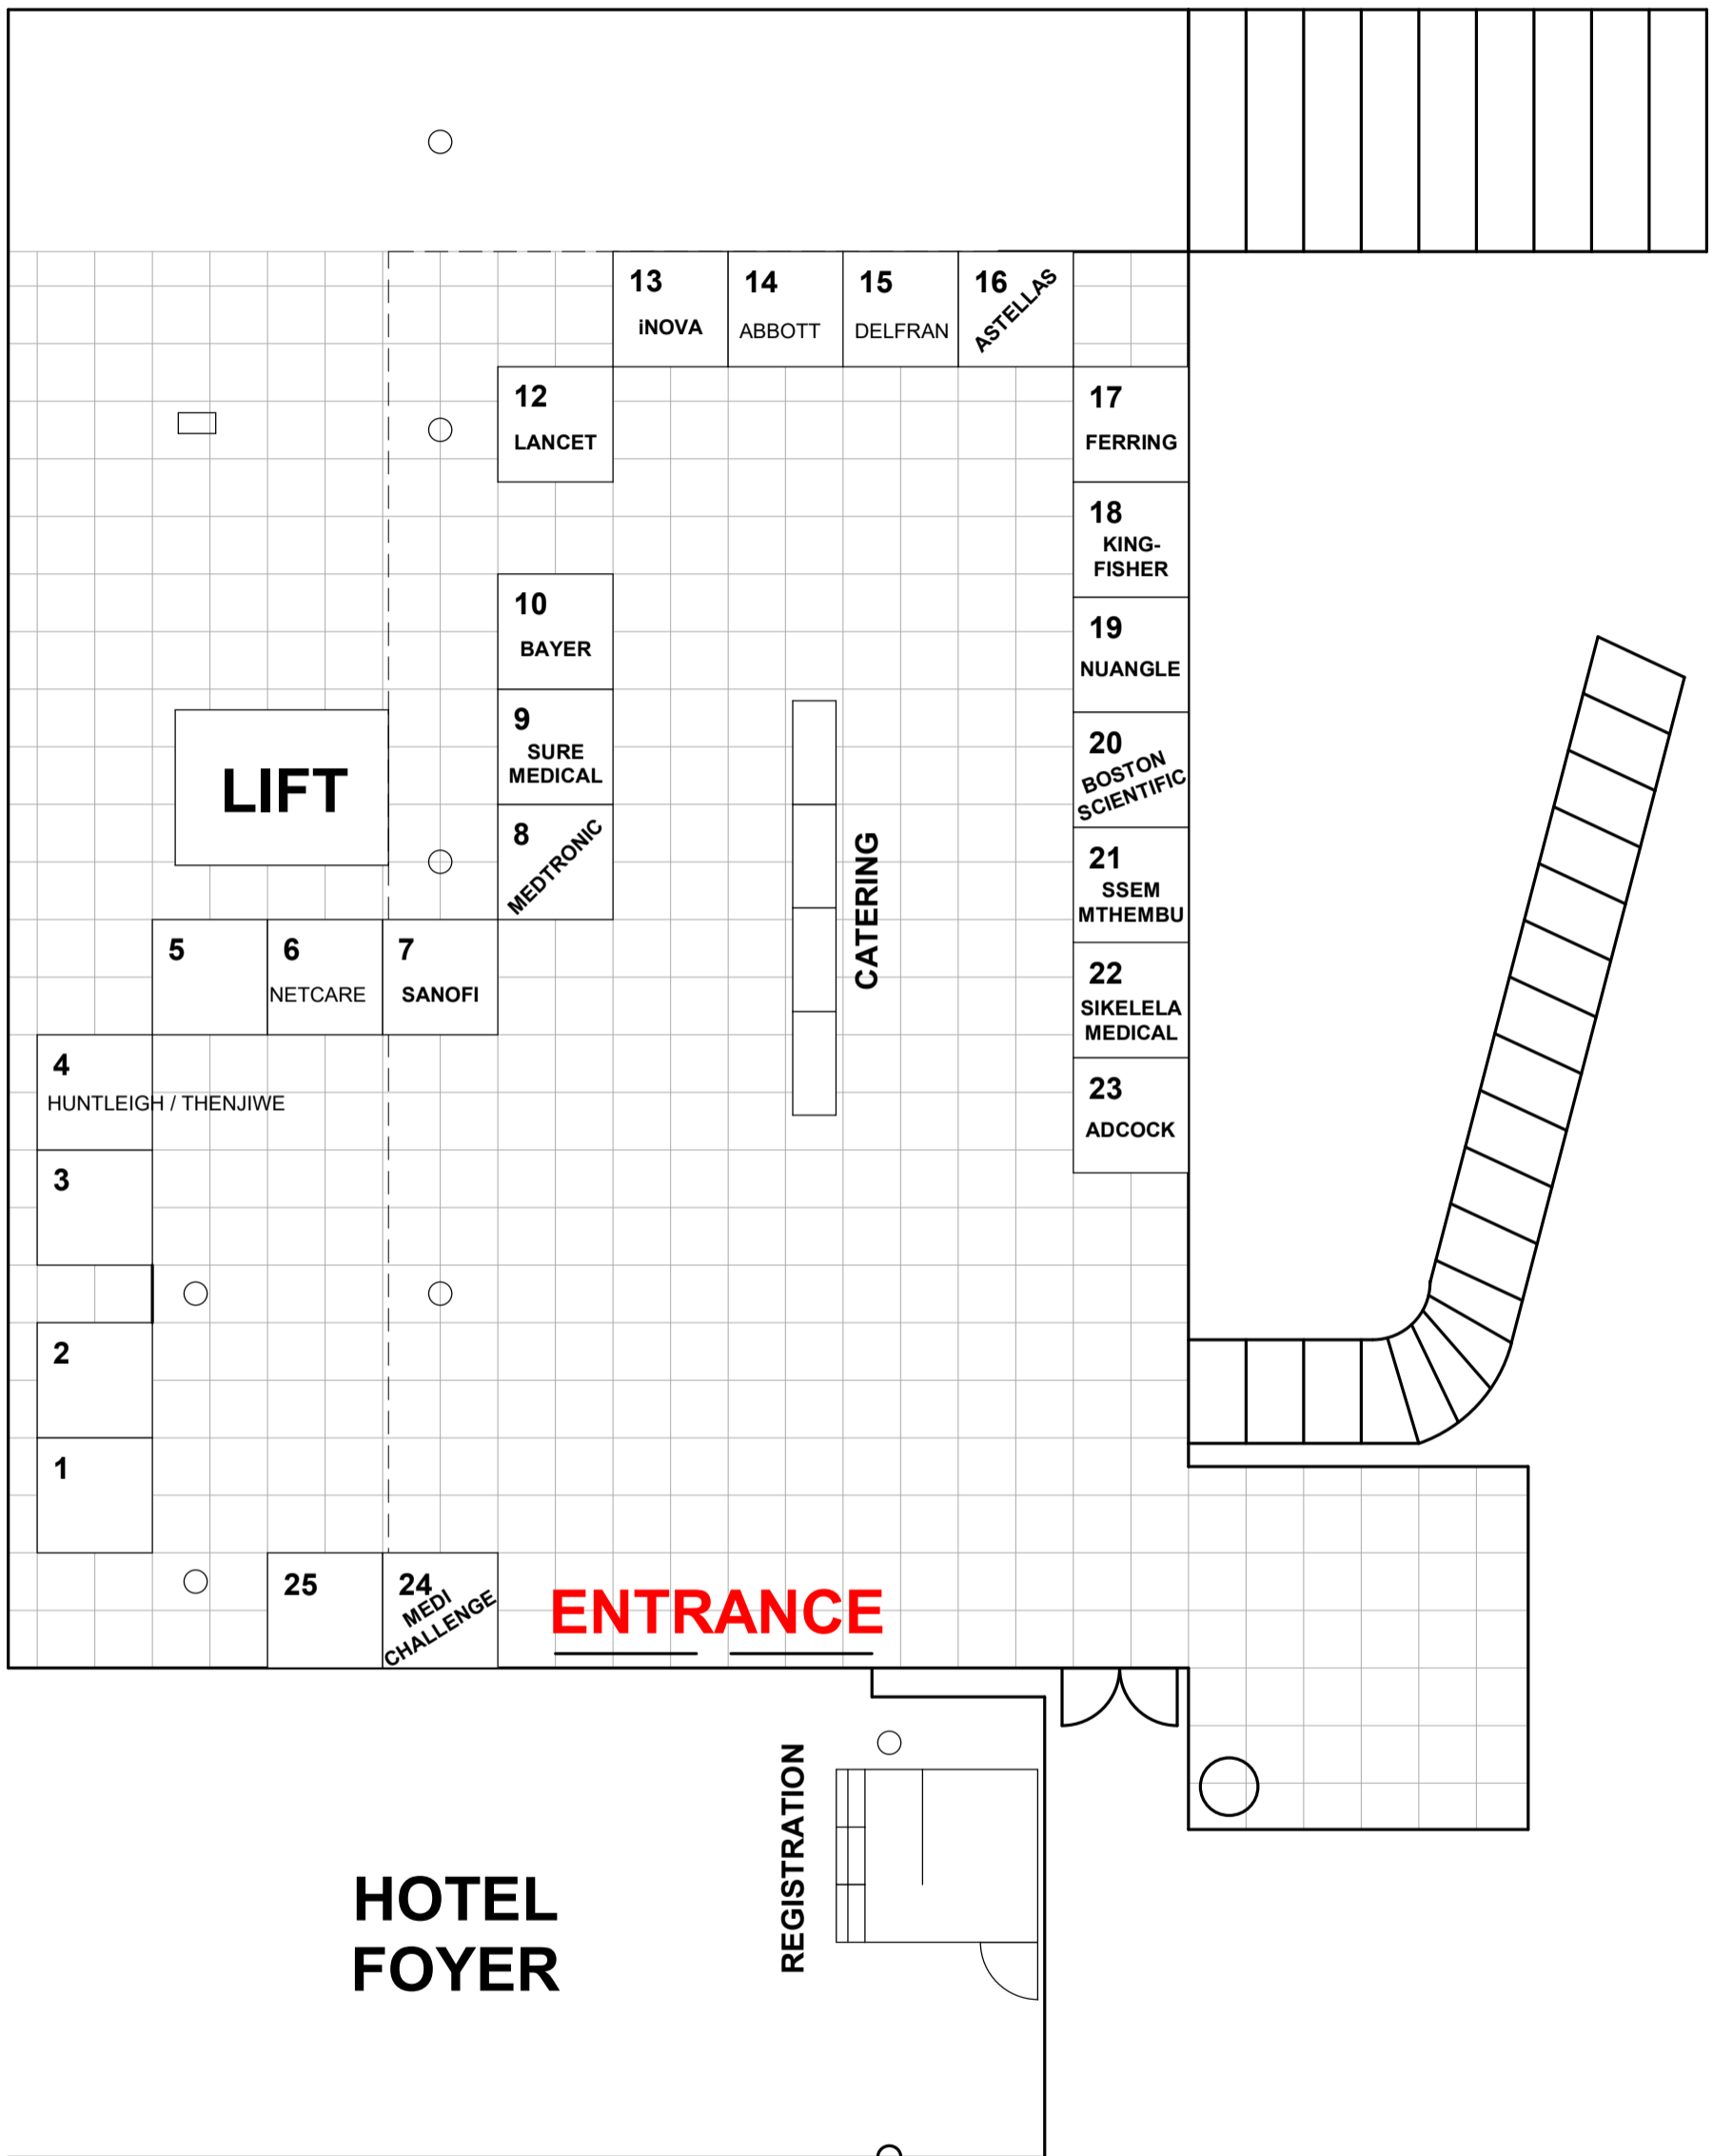 13
iNOVA
14
ABBOTT
15
DELFRAN
16
ASTELLAS
12
LANCET
17
FERRING
18
KING-
FISHER
10
BAYER
19
NUANGLE
9
SURE
MEDICAL
20
BOSTON
SCIENTIFIC
LIFT
8
MEDTRONIC
CATERING
21
SSEM
MTHEMBU
5
6
NETCARE
7
SANOFI
22
SIKELELA
MEDICAL
4
HUNTLEIGH / THENJIWE
23
ADCOCK
3
2
1
25
24
MEDI
CHALLENGE
ENTRANCE
REGISTRATION
HOTEL
FOYER